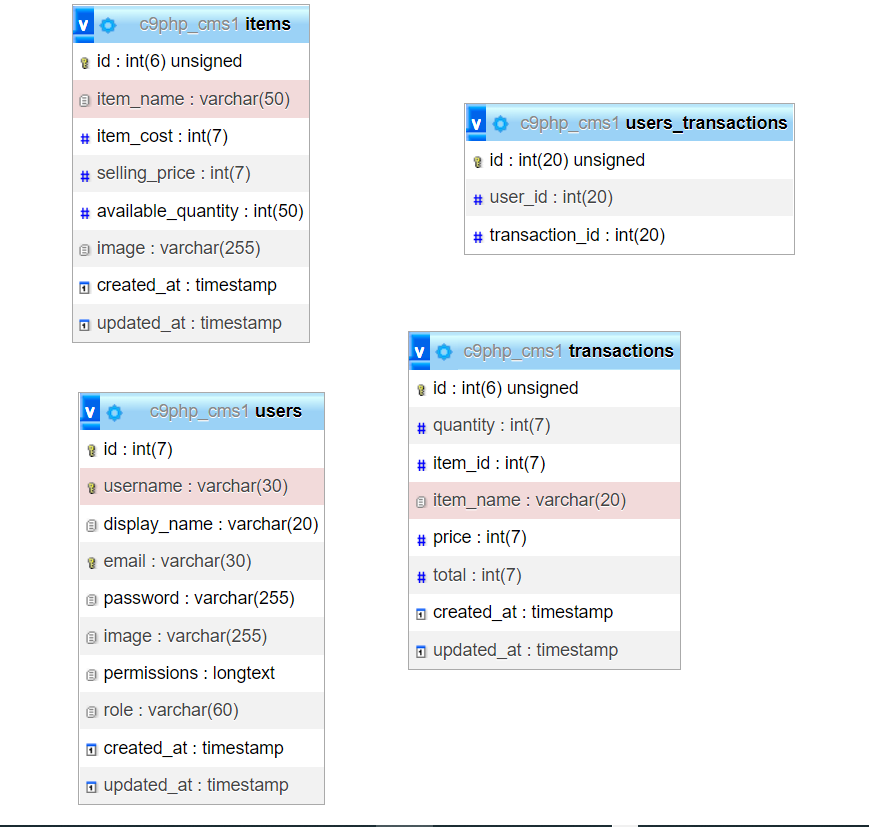 v c9php_cms1 items
id : int(6) unsigned
item_name : varchar(50)
# item_cost : int(7)
# selling_price : int(7)
# available_quantity : int(50)
image : varchar(255)
created_at : timestamp
updated_at : timestamp
v c9php_cms1 users_transactions
id : int(20) unsigned
# user_id : int(20)
# transaction_id : int(20)
v c9php_cms1 transactions
id : int(6) unsigned
# quantity : int(7)
# item_id : int(7)
item_name : varchar(20)
# price : int(7)
# total : int(7)
created_at : timestamp
updated_at : timestamp
v c9php_cms1 users
id : int(7)
username : varchar(30)
display_name : varchar(20)
email : varchar(30)
password : varchar(255)
image : varchar(255)
permissions : longtext
role : varchar(60)
created_at : timestamp
updated_at : timestamp